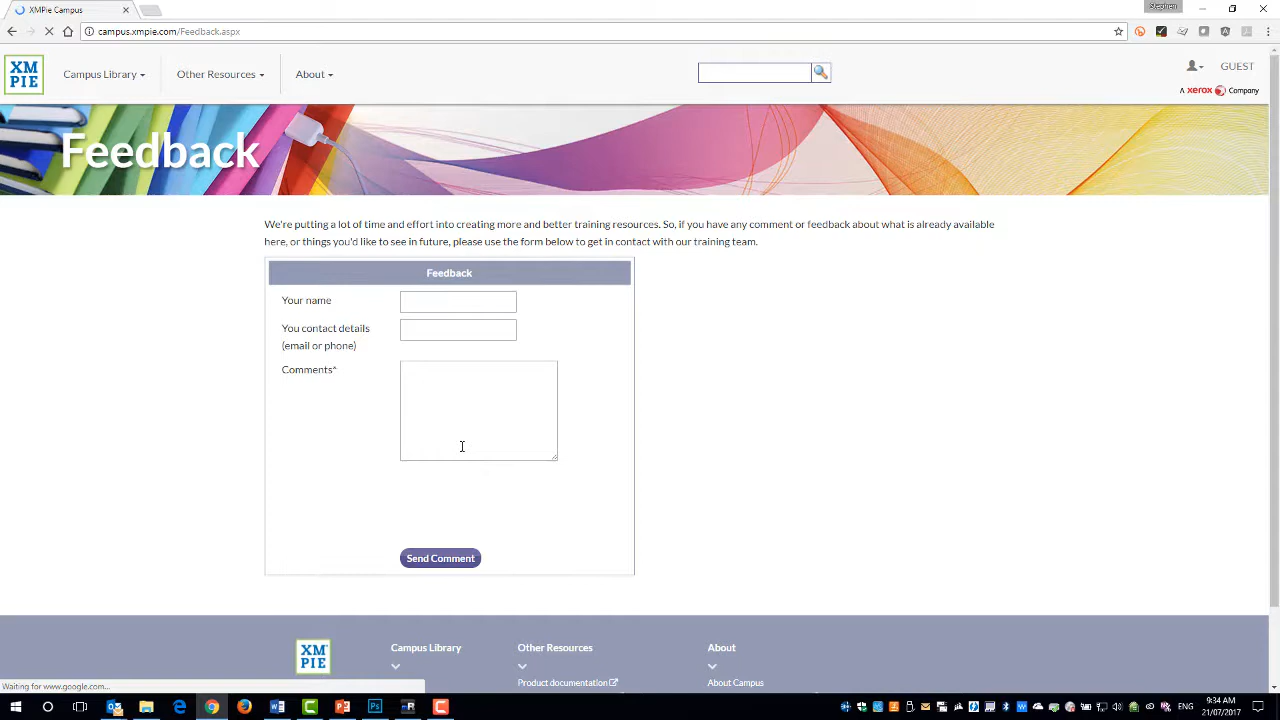 Stephen
XMPie Campus
campus.xmpie.com/Feedback.aspx
XM PIE
Campus Library
Other Resources
About
GUEST
A xerox Company
Feedback
We're putting a lot of time and effort into creating more and better training resources. So, if you have any comment or feedback about what is already available
here, or things you'd like to see in future, please use the form below to get in contact with our training team.
Feedback
Your name
You contact details
(email or phone)
Comments*
Send Comment
XM PIE
Campus Library
Other Resources
About
Product documentation
About Campus
Waiting for www.google.com...
ENG
9:34 AM
21/07/2017